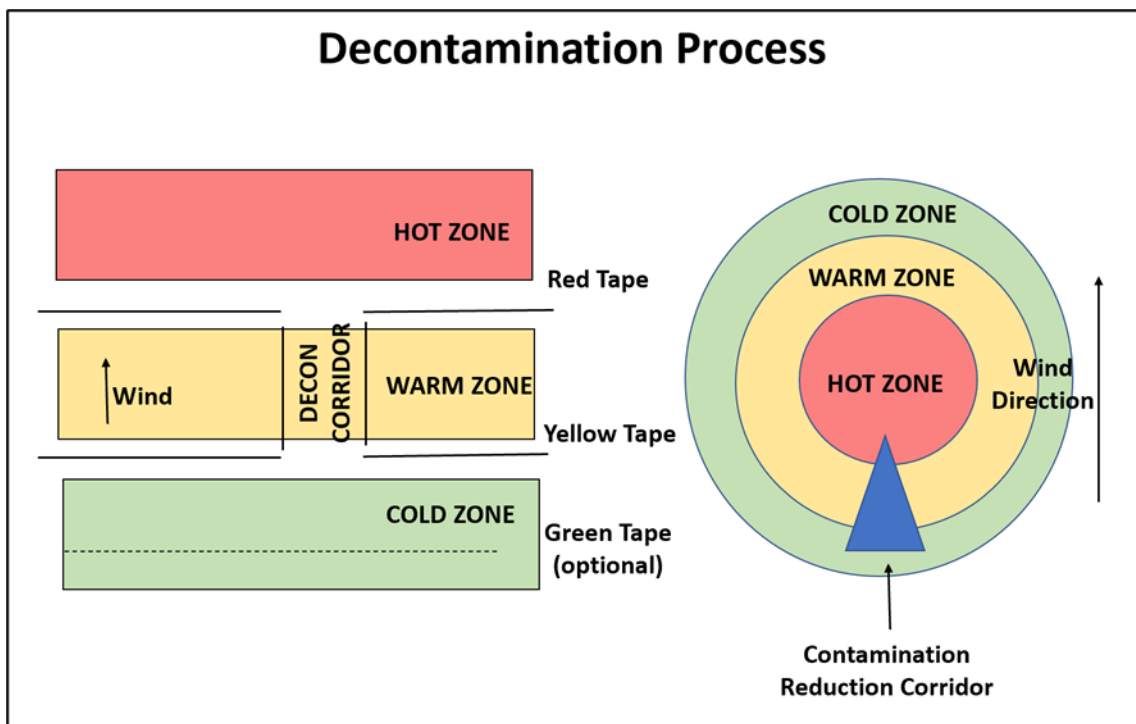 Decontamination Process
HOT ZONE
Red Tape
Wind
DECON
CORRIDOR
WARM ZONE
Yellow Tape
COLD ZONE
Green Tape
(optional)
COLD ZONE
WARM ZONE
HOT ZONE
Wind
Direction
Contamination
Reduction Corridor